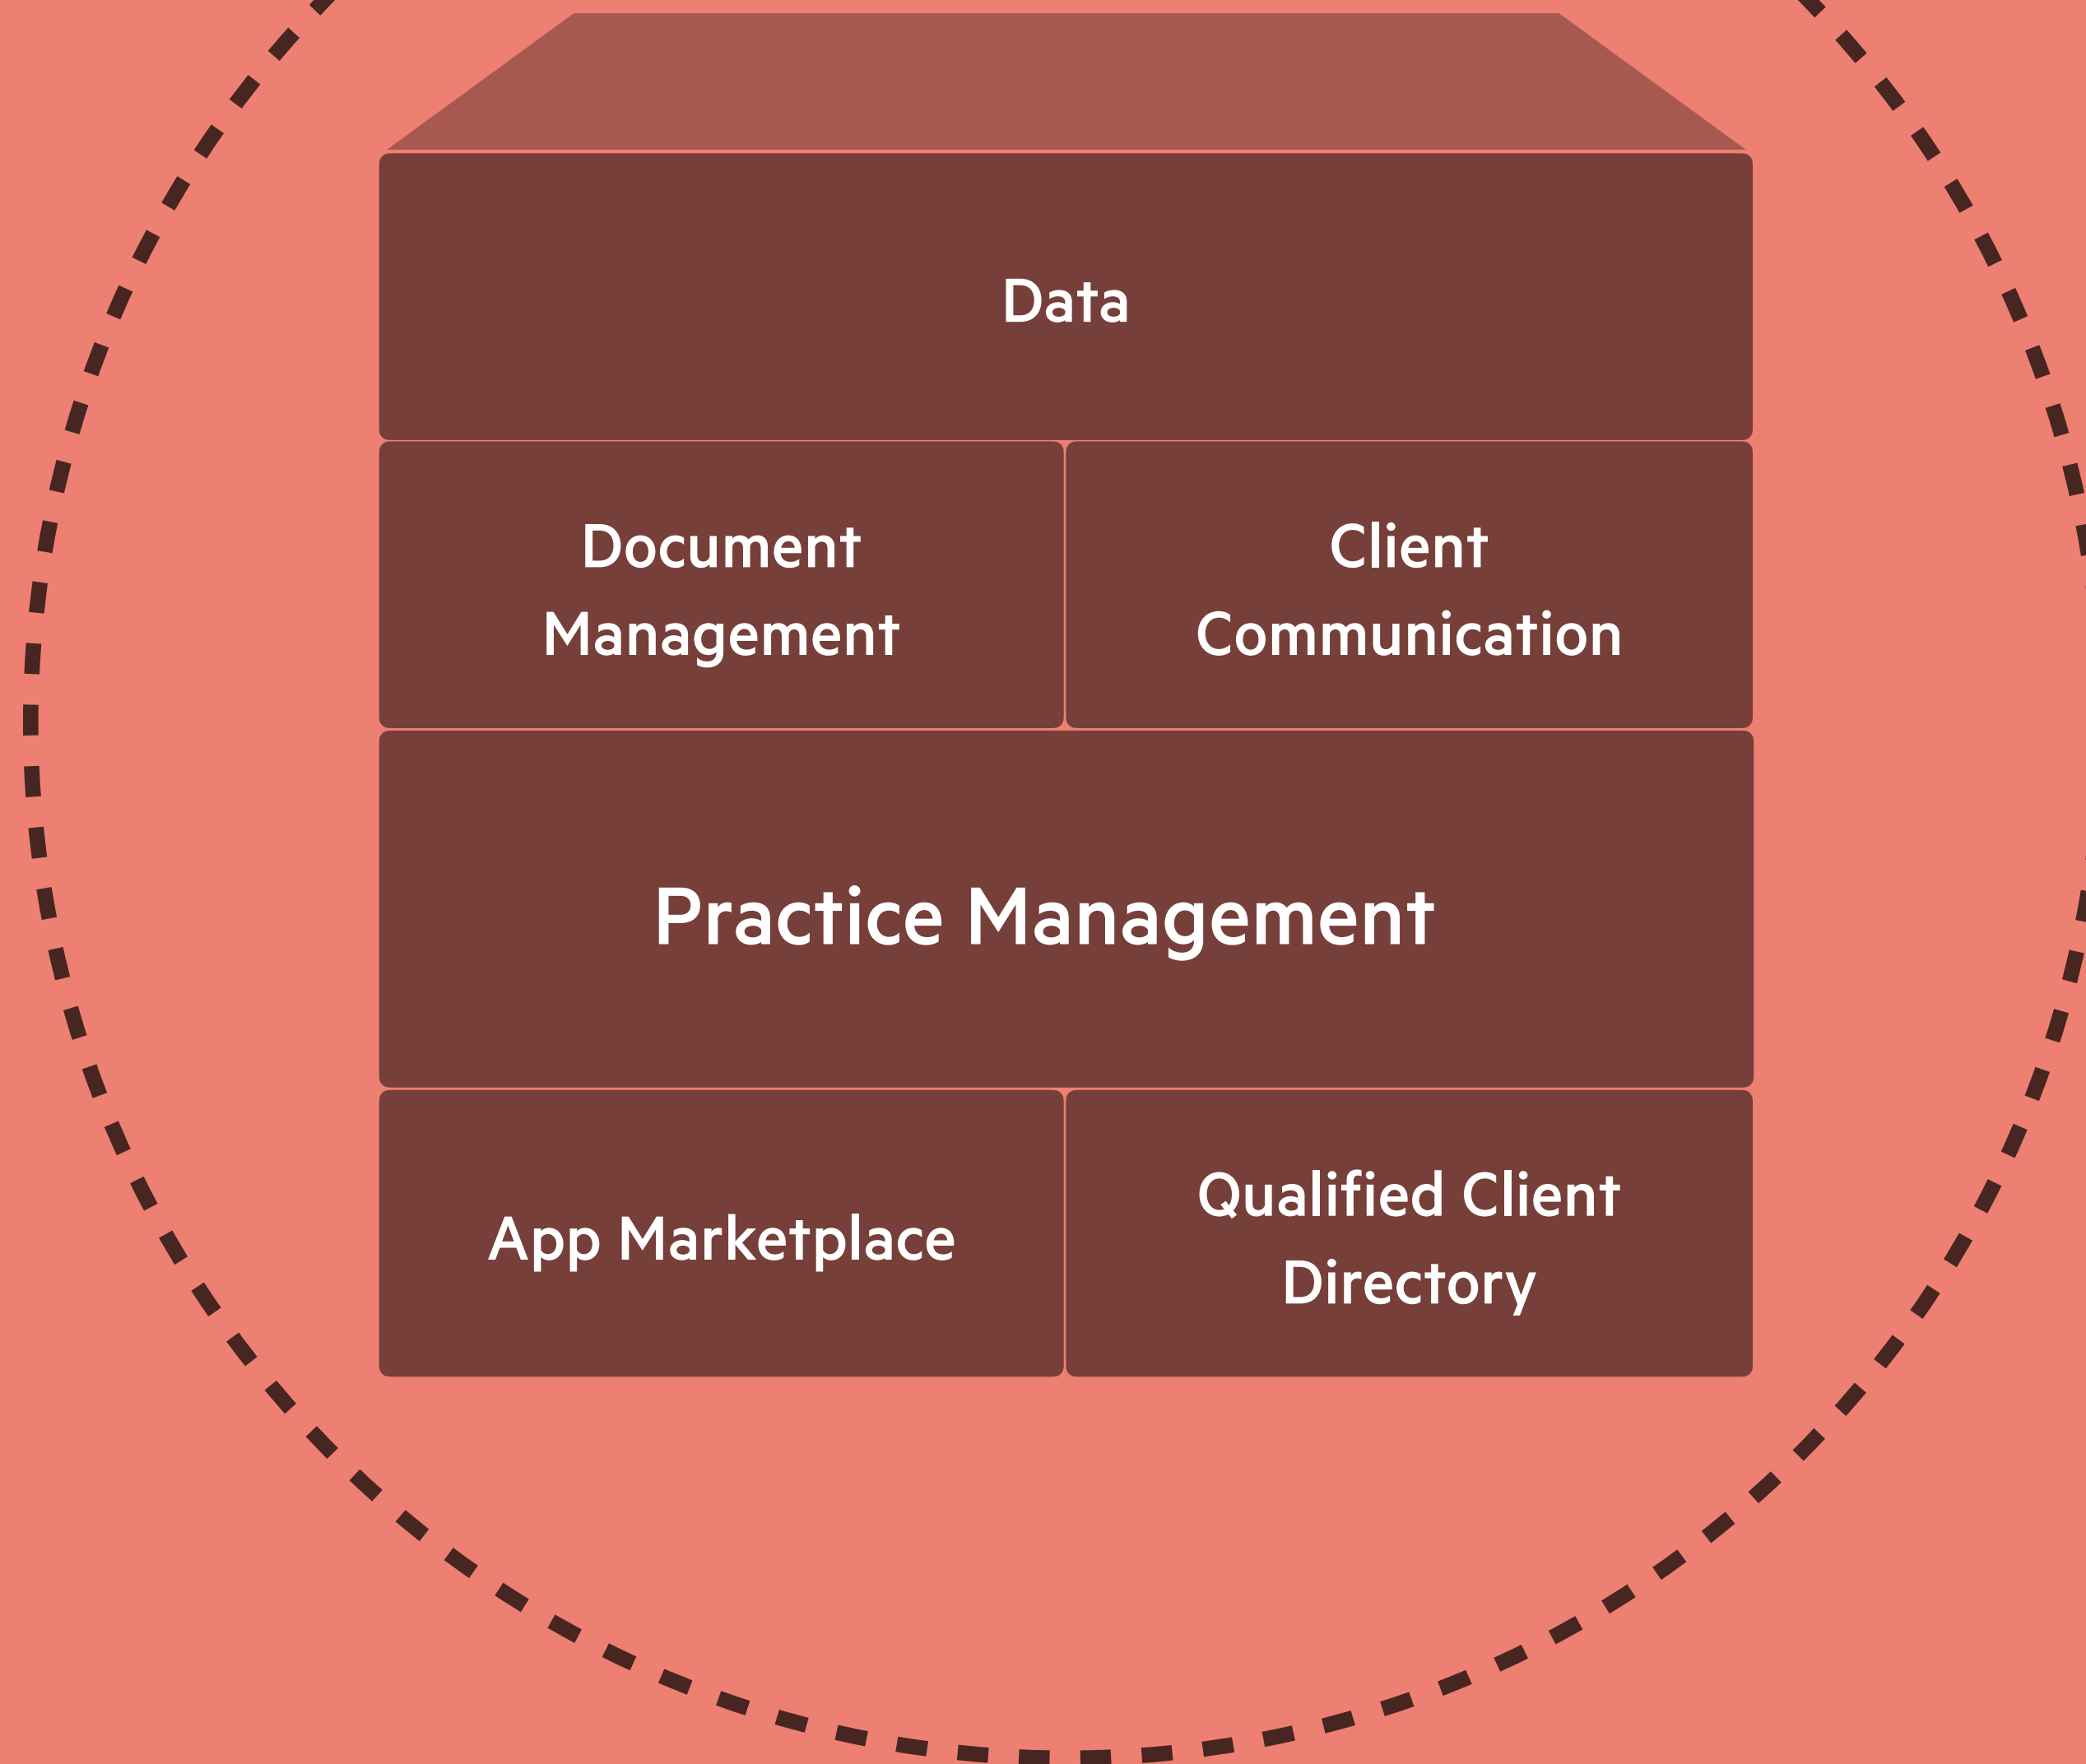 Data
Document
Management
Client
Communication
Practice Management
App Marketplace
Qualified Client
Directory